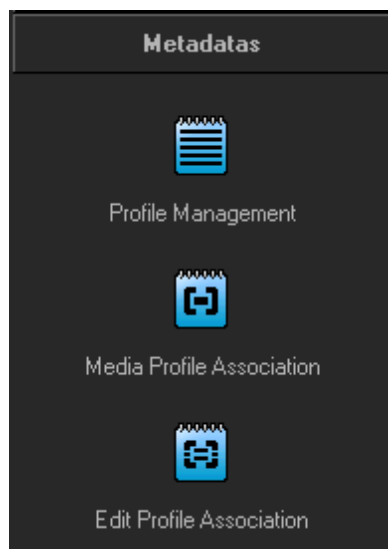 Metadatas
Profile Management
Media Profile Association
Edit Profile Association